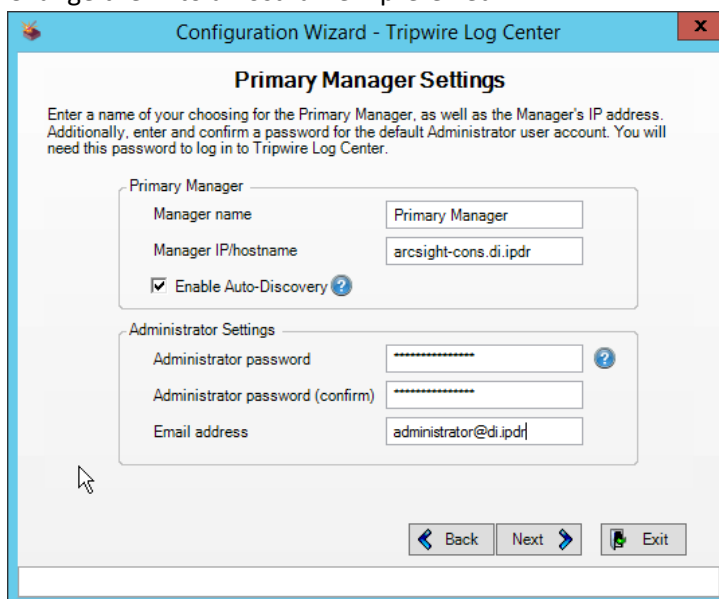 Configuration Wizard - Tripwire Log Center
x
Primary Manager Settings
Enter a name of your choosing for the Primary Manager, as well as the Manager's IP address.
Additionally, enter and confirm a password for the default Administrator user account. You will
need this password to log in to Tripwire Log Center.
Primary Manager
Manager name
Primary Manager
Manager IP/hostname
arcsight-cons.di.ipdr
Enable Auto-Discovery ?
Administrator Settings
Administrator password
*************** ?
Administrator password (confirm)
***************
Email address
administrator@di.ipdr
Back
Next
Exit